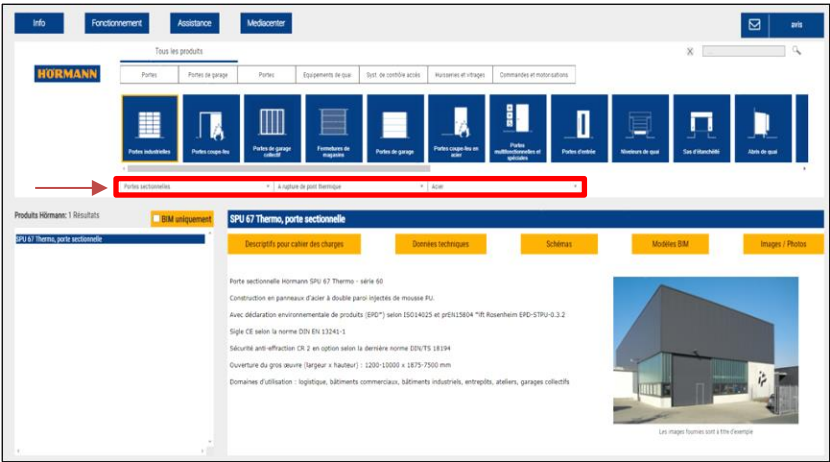 Info
Fonctionnement
Assistance
Mediacenter
avis
Tous les produits
X
HÖRMANN
Portes
Portes de garage
Portes
Equipements de quai
Syst. de contrôle accès
Huisseries et vitrages
Commandes et motorisations
Portes industrielles
Portes coupe-feu
Portes de garage collectif
Fermetures de magasins
Portes de garage
Portes coupe-feu en acier
Portes multifonctionnelles et spéciales
Portes d'entrée
Niveleurs de quai
Sas d'étanchéité
Abris de quai
Portes sectionnelles
A rupture de pont thermique
Acier
Produits Hörmann: 1 Résultats
BIM uniquement
SPU 67 Thermo, porte sectionnelle
SPU 67 Thermo, porte sectionnelle
Descriptifs pour cahier des charges
Données techniques
Schémas
Modèles BIM
Images / Photos
Porte sectionnelle Hörmann SPU 67 Thermo - série 60
Construction en panneaux d'acier à double paroi injectés de mousse PU.
Avec déclaration environnementale de produits (EPD*) selon ISO14025 et prEN15804 *ift Rosenheim EPD-STPU-0.3.2
Sigle CE selon la norme DIN EN 13241-1
Sécurité anti-effraction CR 2 en option selon la dernière norme DIN/TS 18194
Ouverture du gros œuvre (largeur x hauteur) : 1200-10000 x 1875-7500 mm
Domaines d'utilisation : logistique, bâtiments commerciaux, bâtiments industriels, entrepôts, ateliers, garages collectifs
Les images fournies sont à titre d'exemple